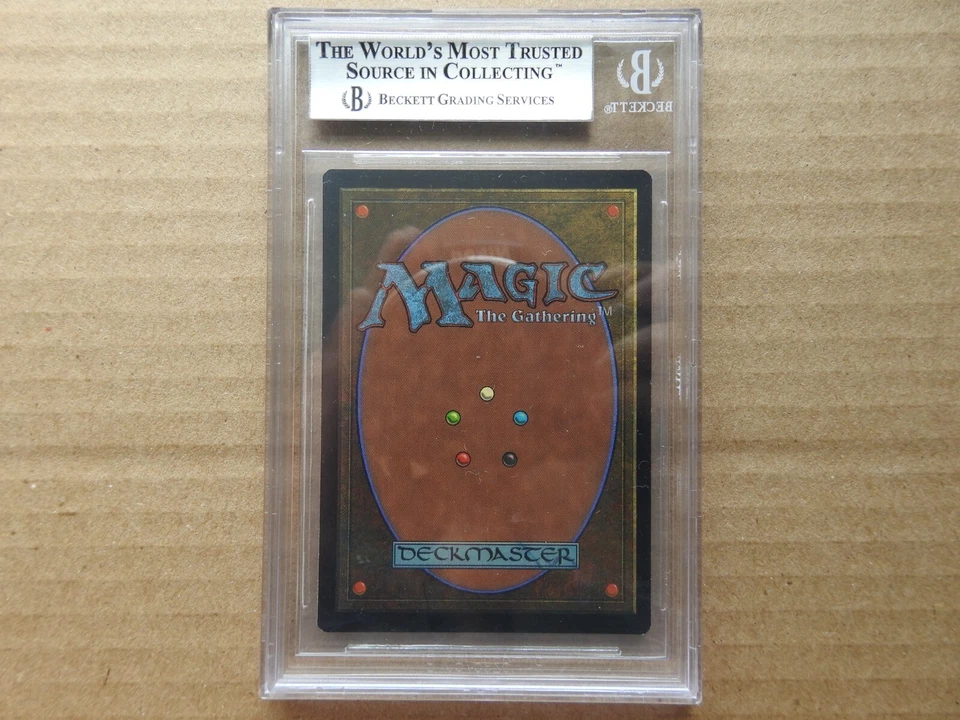 THE WORLD'S MOST TRUSTED
SOURCE IN COLLECTING™
B BECKETT GRADING SERVICES
B
BECKETT®
MAGIC
The Gathering™
DECKMASTER